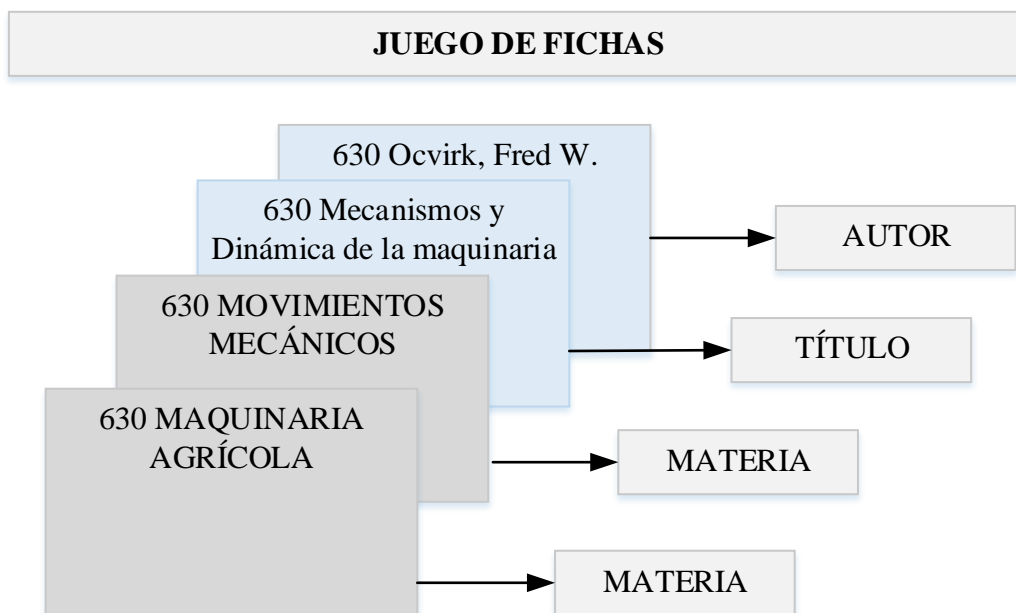 JUEGO DE FICHAS
630 Ocvirk, Fred W.
630 Mecanismos y
Dinámica de la maquinaria
AUTOR
630 MOVIMIENTOS
MECÁNICOS
TÍTULO
630 MAQUINARIA
AGRÍCOLA
MATERIA
MATERIA